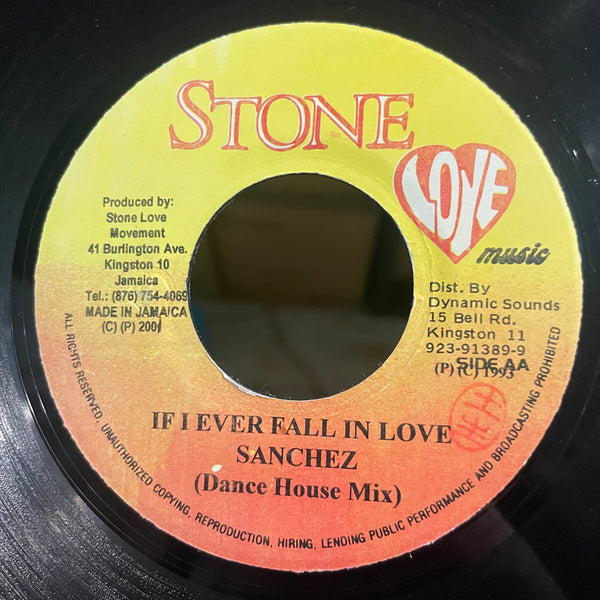 STONE
LOVE
music
Produced by:
Stone Love
Movement
41 Burlington Ave.
Kingston 10
Jamaica
Tel.: (876) 754-4069
MADE IN JAMAICA
(C) (P) 2001
Dist. By
Dynamic Sounds
15 Bell Rd.
Kingston 11
923-91389-9
SIDE AA
(P) (C) 1993
IF I EVER FALL IN LOVE
SANCHEZ
(Dance House Mix)
ALL RIGHTS RESERVED. UNAUTHORIZED COPYING, REPRODUCTION, HIRING, LENDING PUBLIC PERFORMANCE AND BROADCASTING PROHIBITED